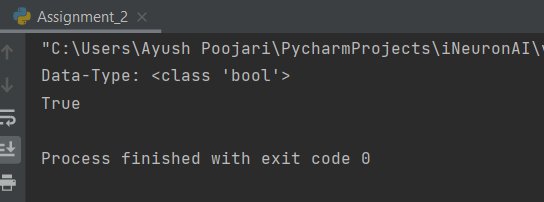 Assignment_2
"C:\Users\Ayush Poojari\PycharmProjects\iNeuronAI\
Data-Type: <class 'bool'>
True
Process finished with exit code 0